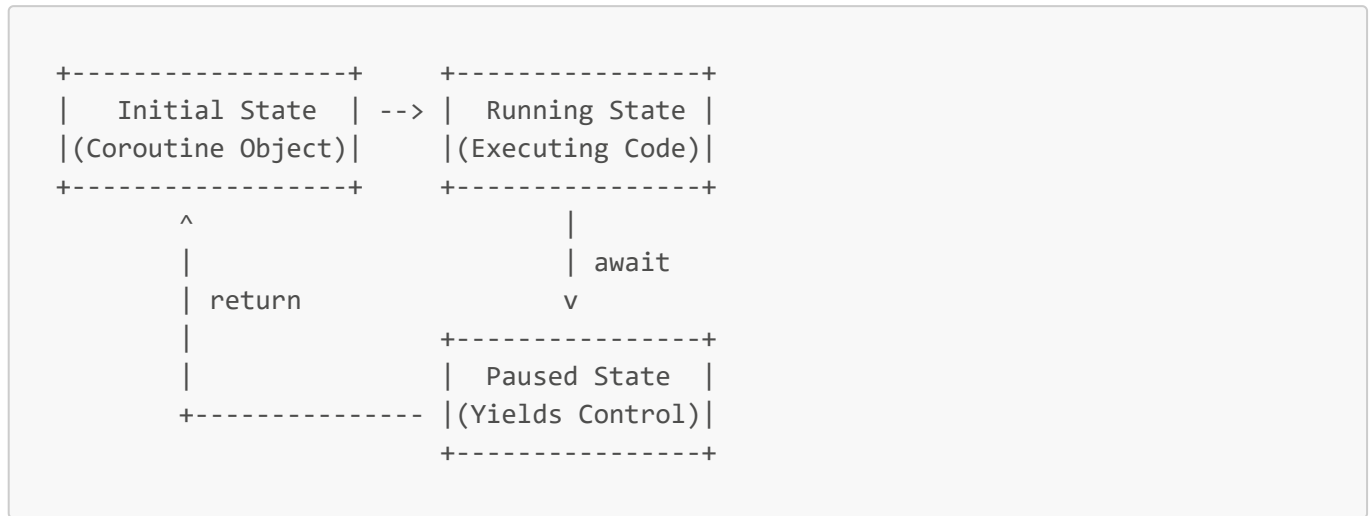 +------------------+     +----------------+
|   Initial State  | --> |  Running State |
|(Coroutine Object)|     |(Executing Code)|
+------------------+     +----------------+
        ^                        |
        |                        | await
        | return                 v
        |                +----------------+
        |                |  Paused State  |
        +--------------- |(Yields Control)|
                         +----------------+